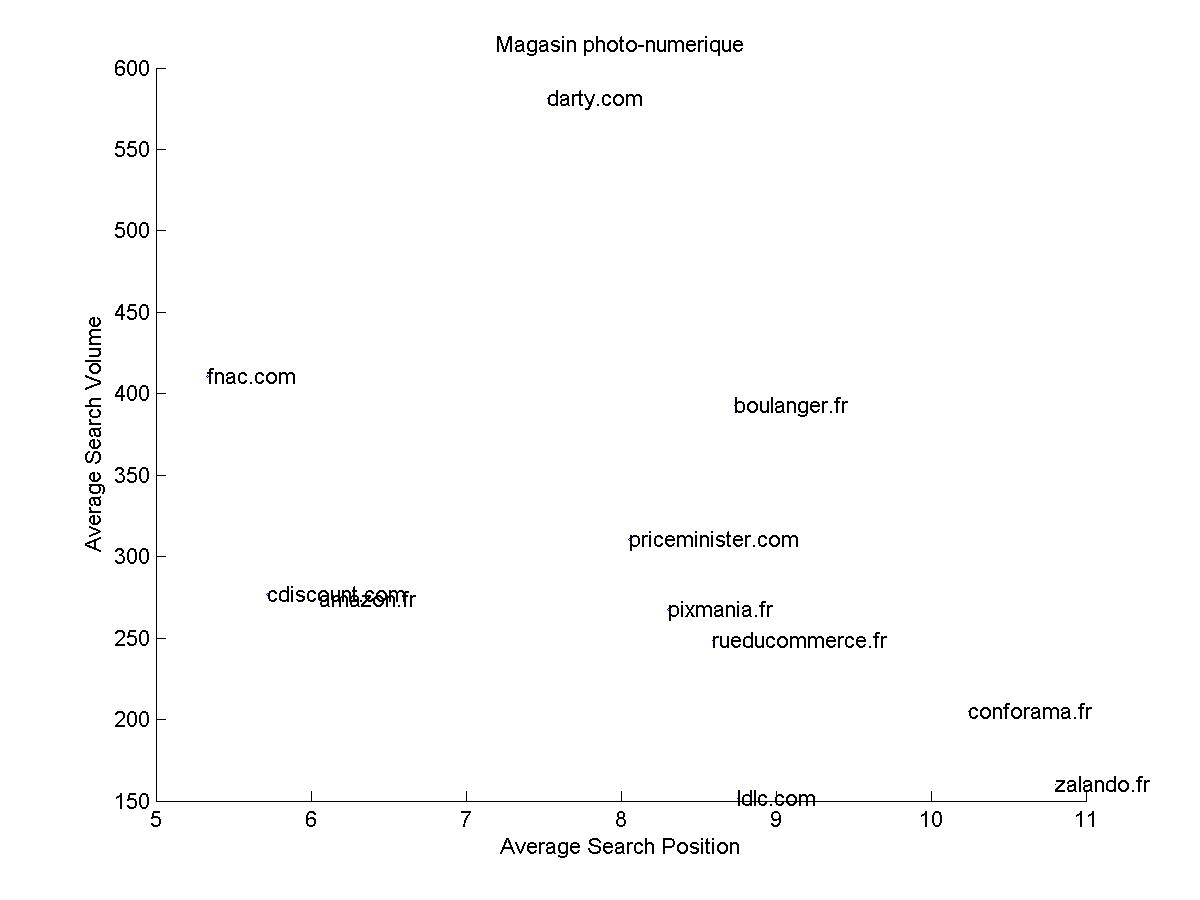 Magasin photo-numerique
600
darty.com
550
500
450
fnac.com
400
boulanger.fr
350
priceminister.com
300
cdiscount.com
amazon.fr
pixmania.fr
250
rueducommerce.fr
conforama.fr
200
zalando.fr
ldlc.com
150
5 6 7 8 9 10 11
Average Search Position
Average Search Volume